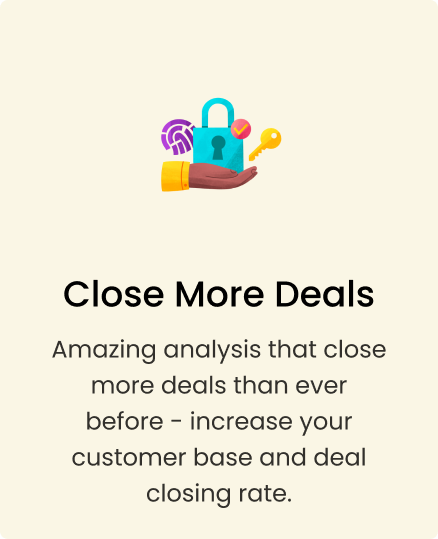 Close More Deals
Amazing analysis that close
more deals than ever
before - increase your
customer base and deal
closing rate.